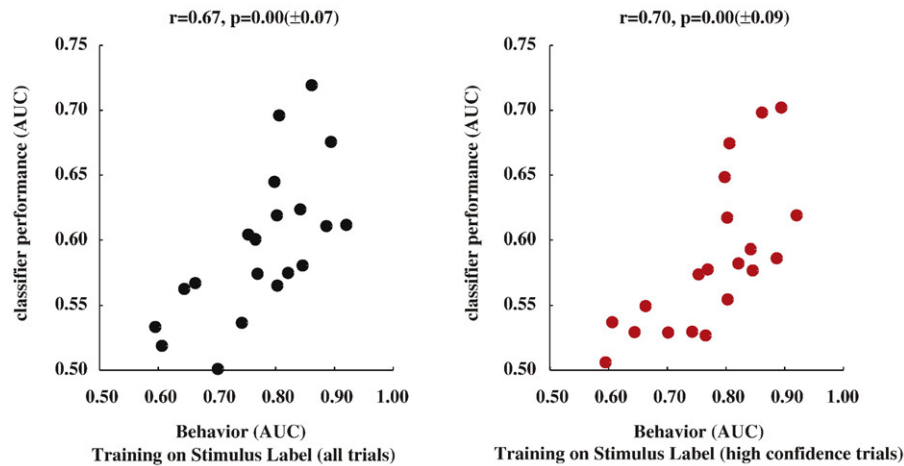 r=0.67, p=0.00(±0.07)
0.75
0.70
0.65
0.60
0.55
0.50
classifier performance (AUC)
0.50 0.60 0.70 0.80 0.90 1.00
Behavior (AUC)
Training on Stimulus Label (all trials)
r=0.70, p=0.00(±0.09)
0.75
0.70
0.65
0.60
0.55
0.50
classifier performance (AUC)
0.50 0.60 0.70 0.80 0.90 1.00
Behavior (AUC)
Training on Stimulus Label (high confidence trials)